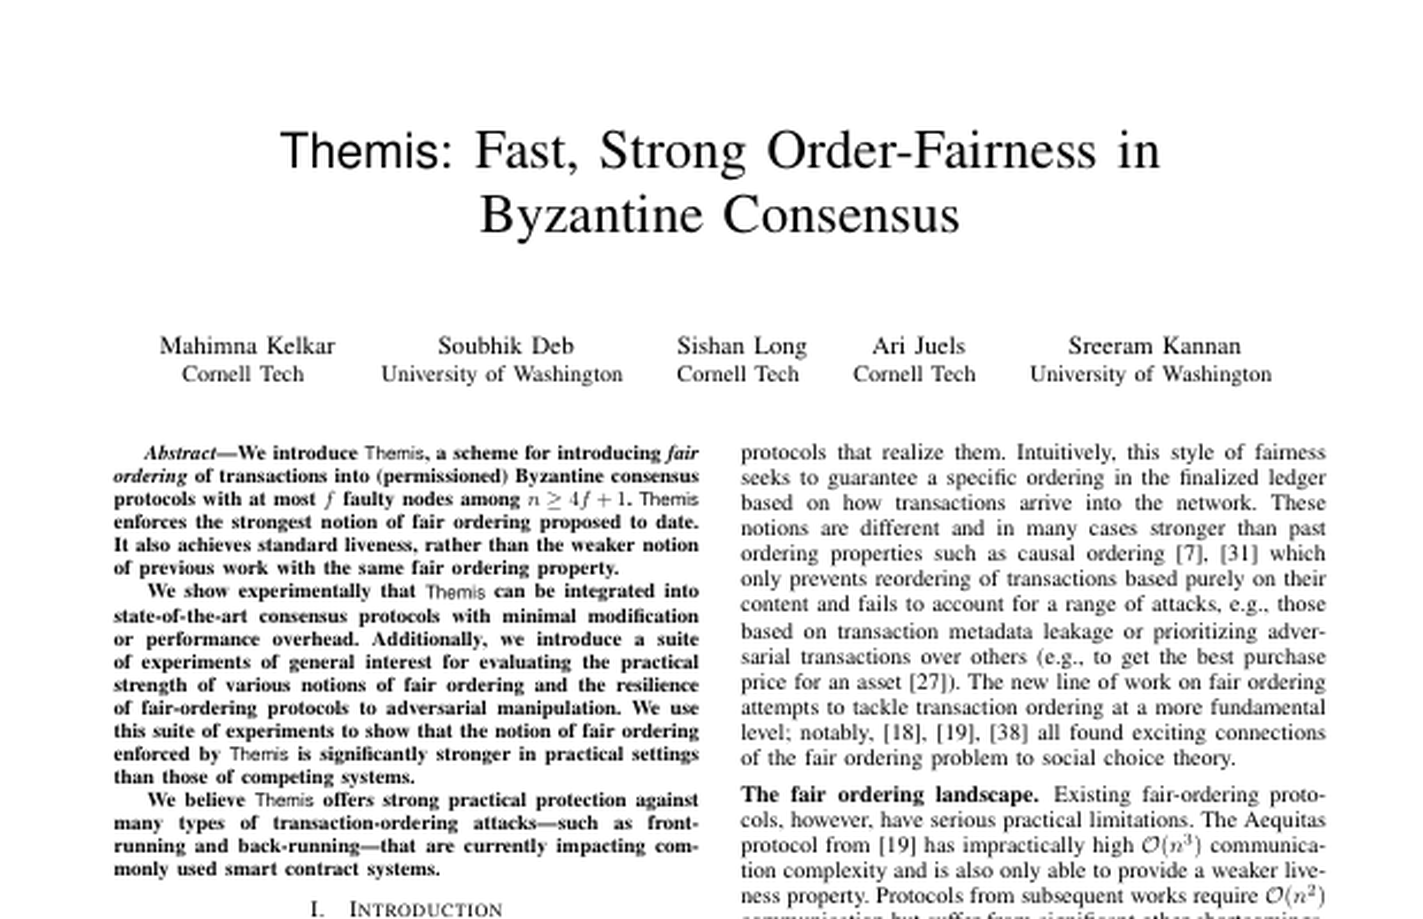 Themis: Fast, Strong Order-Fairness in
Byzantine Consensus
Mahimna Kelkar
Cornell Tech
Soubhik Deb
University of Washington
Sishan Long
Cornell Tech
Ari Juels
Cornell Tech
Sreeram Kannan
University of Washington
Abstract—We introduce Themis, a scheme for introducing fair
ordering of transactions into (permissioned) Byzantine consensus
protocols with at most f faulty nodes among n ≥ 4f + 1. Themis
enforces the strongest notion of fair ordering proposed to date.
It also achieves standard liveness, rather than the weaker notion
of previous work with the same fair ordering property.
We show experimentally that Themis can be integrated into
state-of-the-art consensus protocols with minimal modification
or performance overhead. Additionally, we introduce a suite
of experiments of general interest for evaluating the practical
strength of various notions of fair ordering and the resilience
of fair-ordering protocols to adversarial manipulation. We use
this suite of experiments to show that the notion of fair ordering
enforced by Themis is significantly stronger in practical settings
than those of competing systems.
We believe Themis offers strong practical protection against
many types of transaction-ordering attacks—such as front-
running and back-running—that are currently impacting com-
monly used smart contract systems.
I. INTRODUCTION
protocols that realize them. Intuitively, this style of fairness
seeks to guarantee a specific ordering in the finalized ledger
based on how transactions arrive into the network. These
notions are different and in many cases stronger than past
ordering properties such as causal ordering [7], [31] which
only prevents reordering of transactions based purely on their
content and fails to account for a range of attacks, e.g., those
based on transaction metadata leakage or prioritizing adver-
sarial transactions over others (e.g., to get the best purchase
price for an asset [27]). The new line of work on fair ordering
attempts to tackle transaction ordering at a more fundamental
level; notably, [18], [19], [38] all found exciting connections
of the fair ordering problem to social choice theory.
The fair ordering landscape. Existing fair-ordering proto-
cols, however, have serious practical limitations. The Aequitas
protocol from [19] has impractically high O(n³) communica-
tion complexity and is also only able to provide a weaker live-
ness property. Protocols from subsequent works require O(n²)